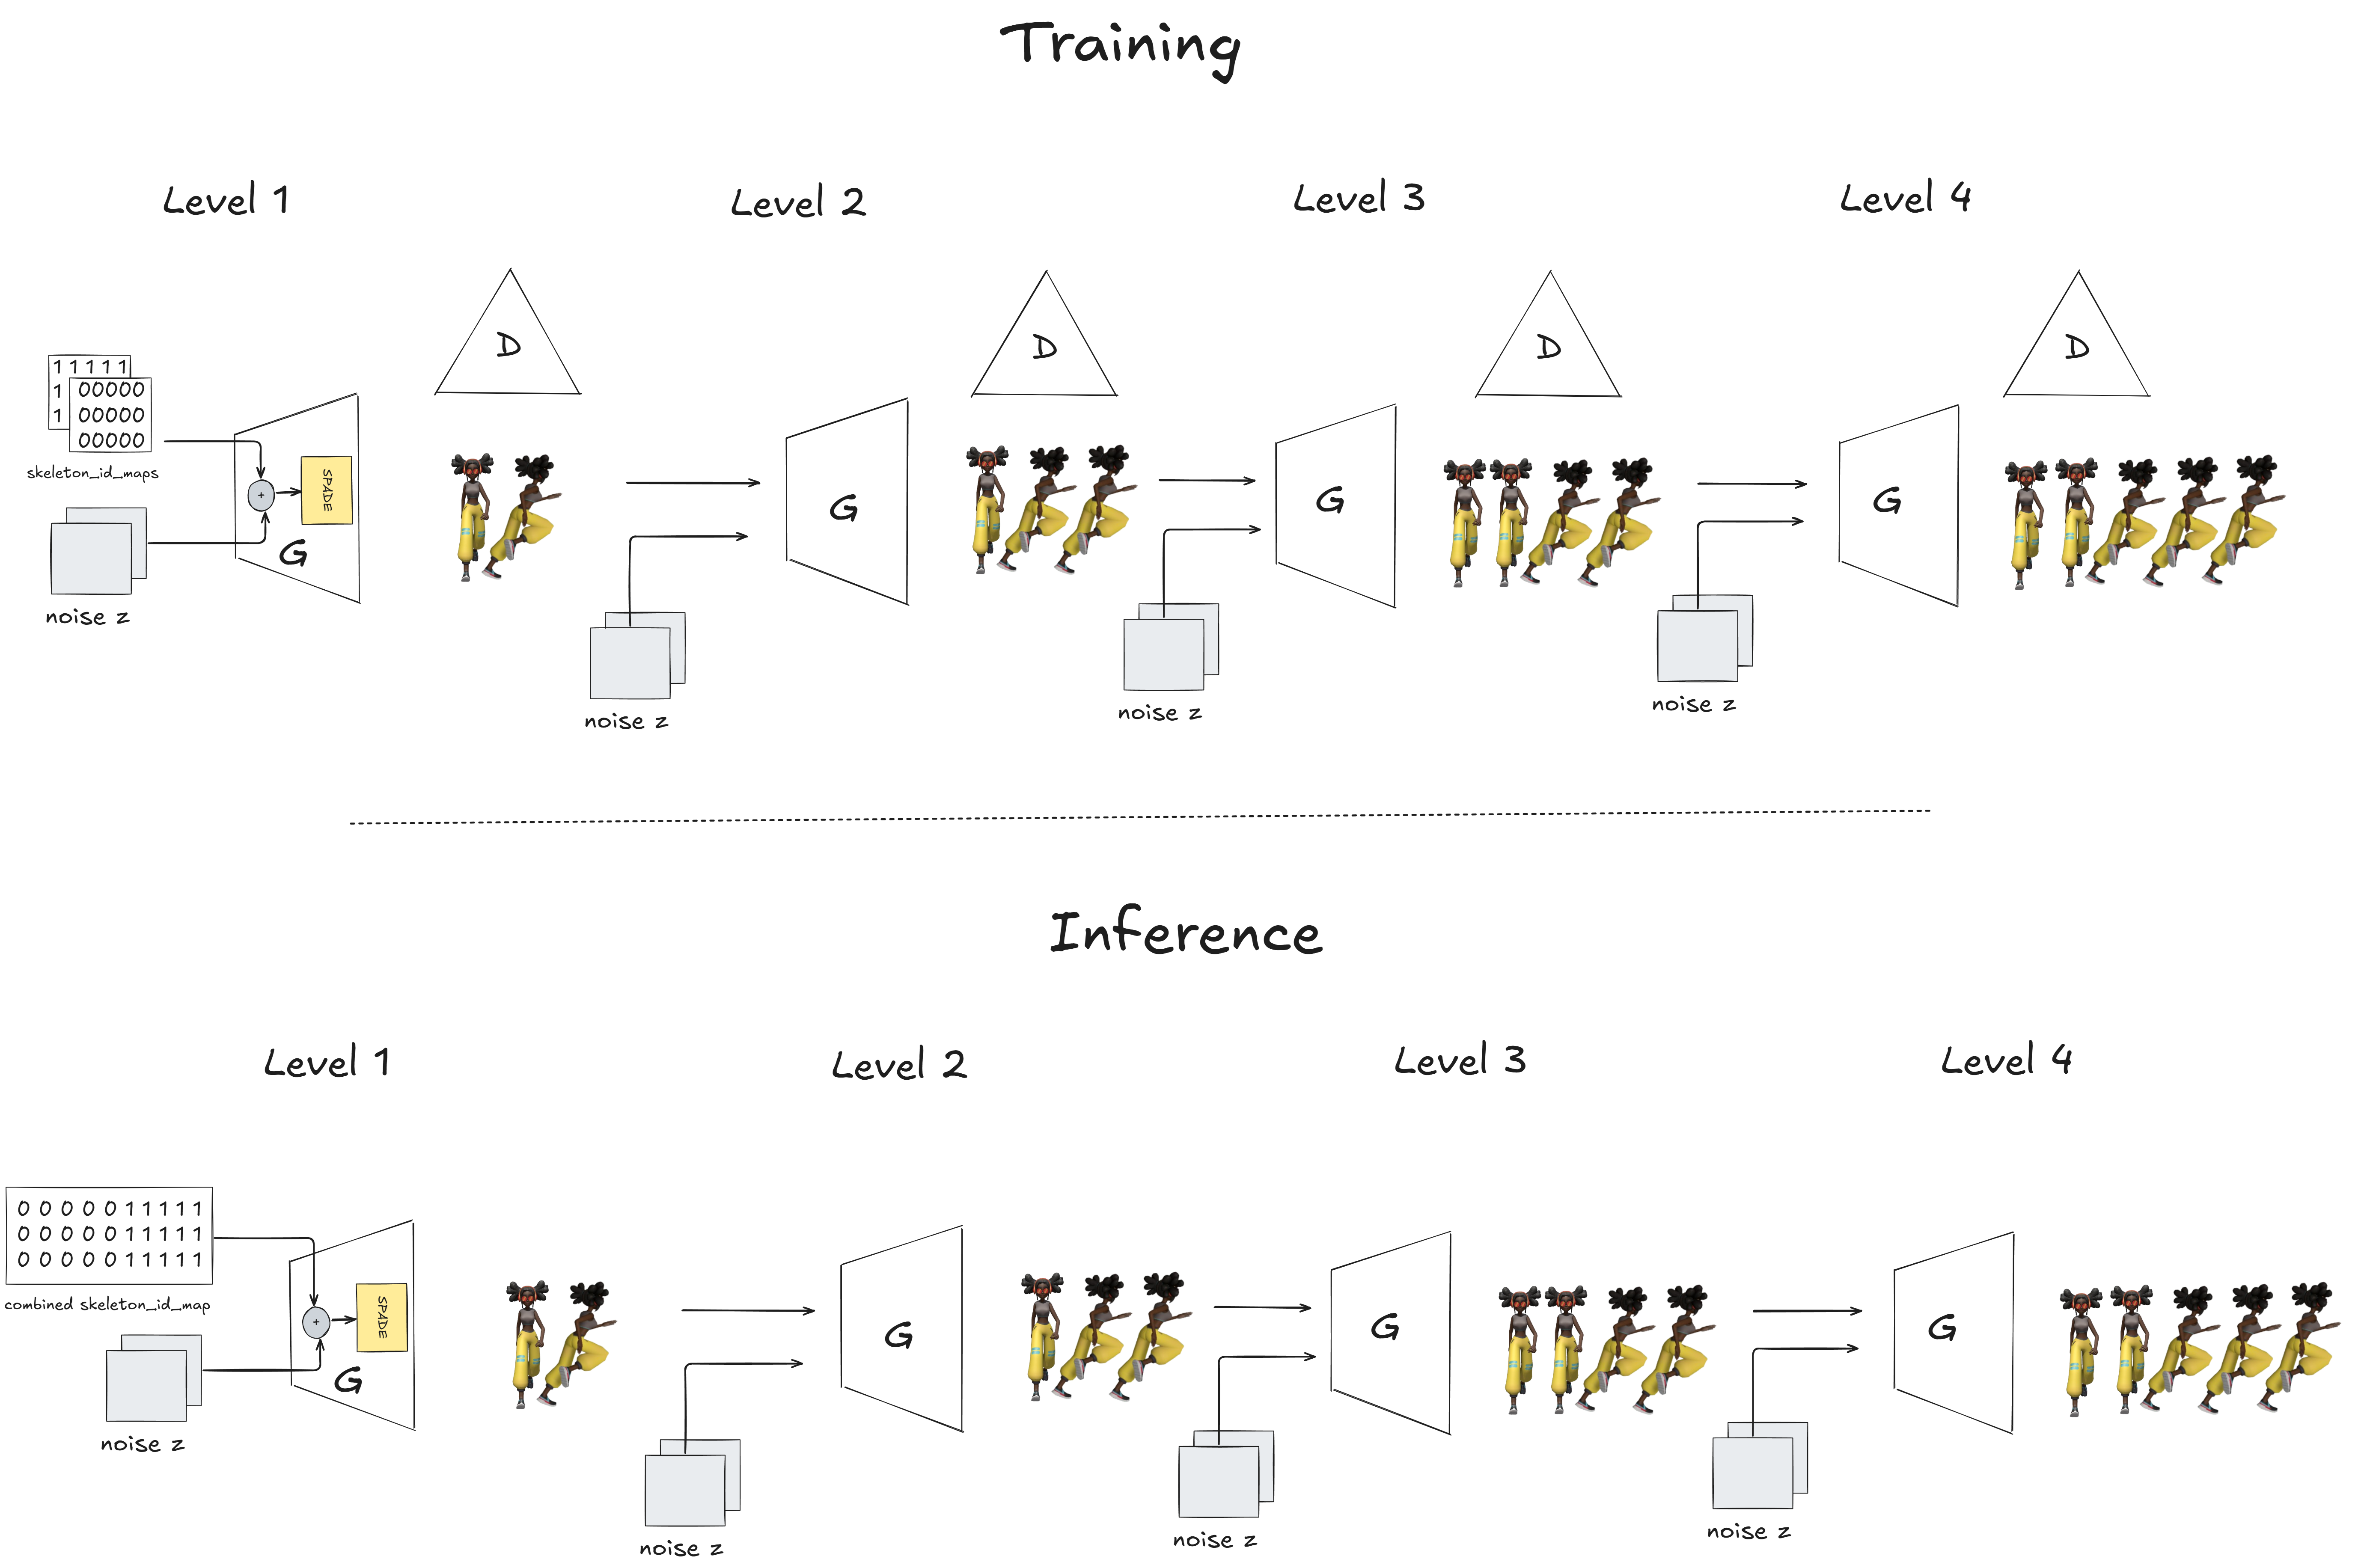 Training
Level 1
Level 2
Level 3
Level 4
D
D
D
D
1 1 1 1 1
1
1
00000
00000
00000
skeleton_id_maps
+
SPADE
G
noise z
G
noise z
G
noise z
G
noise z
Inference
Level 1
Level 2
Level 3
Level 4
0 0 0 0 0 1 1 1 1 1
0 0 0 0 0 1 1 1 1 1
0 0 0 0 0 1 1 1 1 1
combined skeleton_id_map
+
SPADE
G
noise z
G
noise z
G
noise z
G
noise z